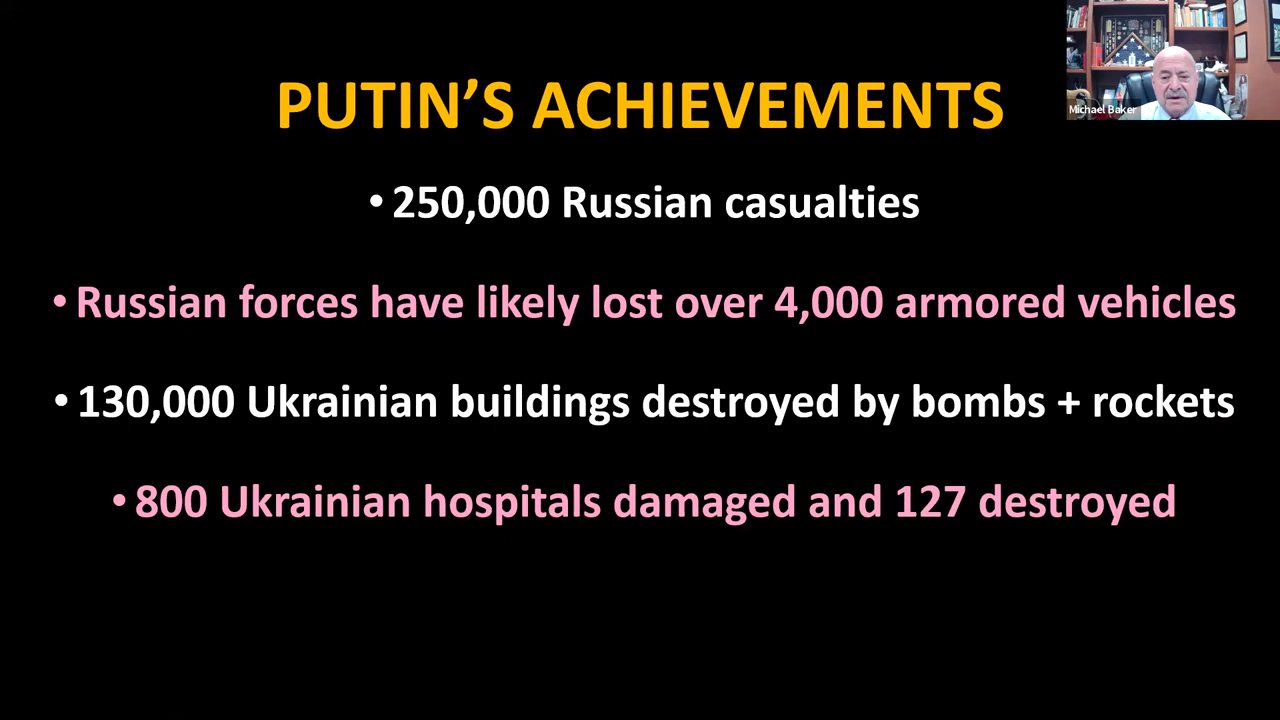 PUTIN’S ACHIEVEMENTS
Michael Baker
• 250,000 Russian casualties
• Russian forces have likely lost over 4,000 armored vehicles
• 130,000 Ukrainian buildings destroyed by bombs + rockets
• 800 Ukrainian hospitals damaged and 127 destroyed